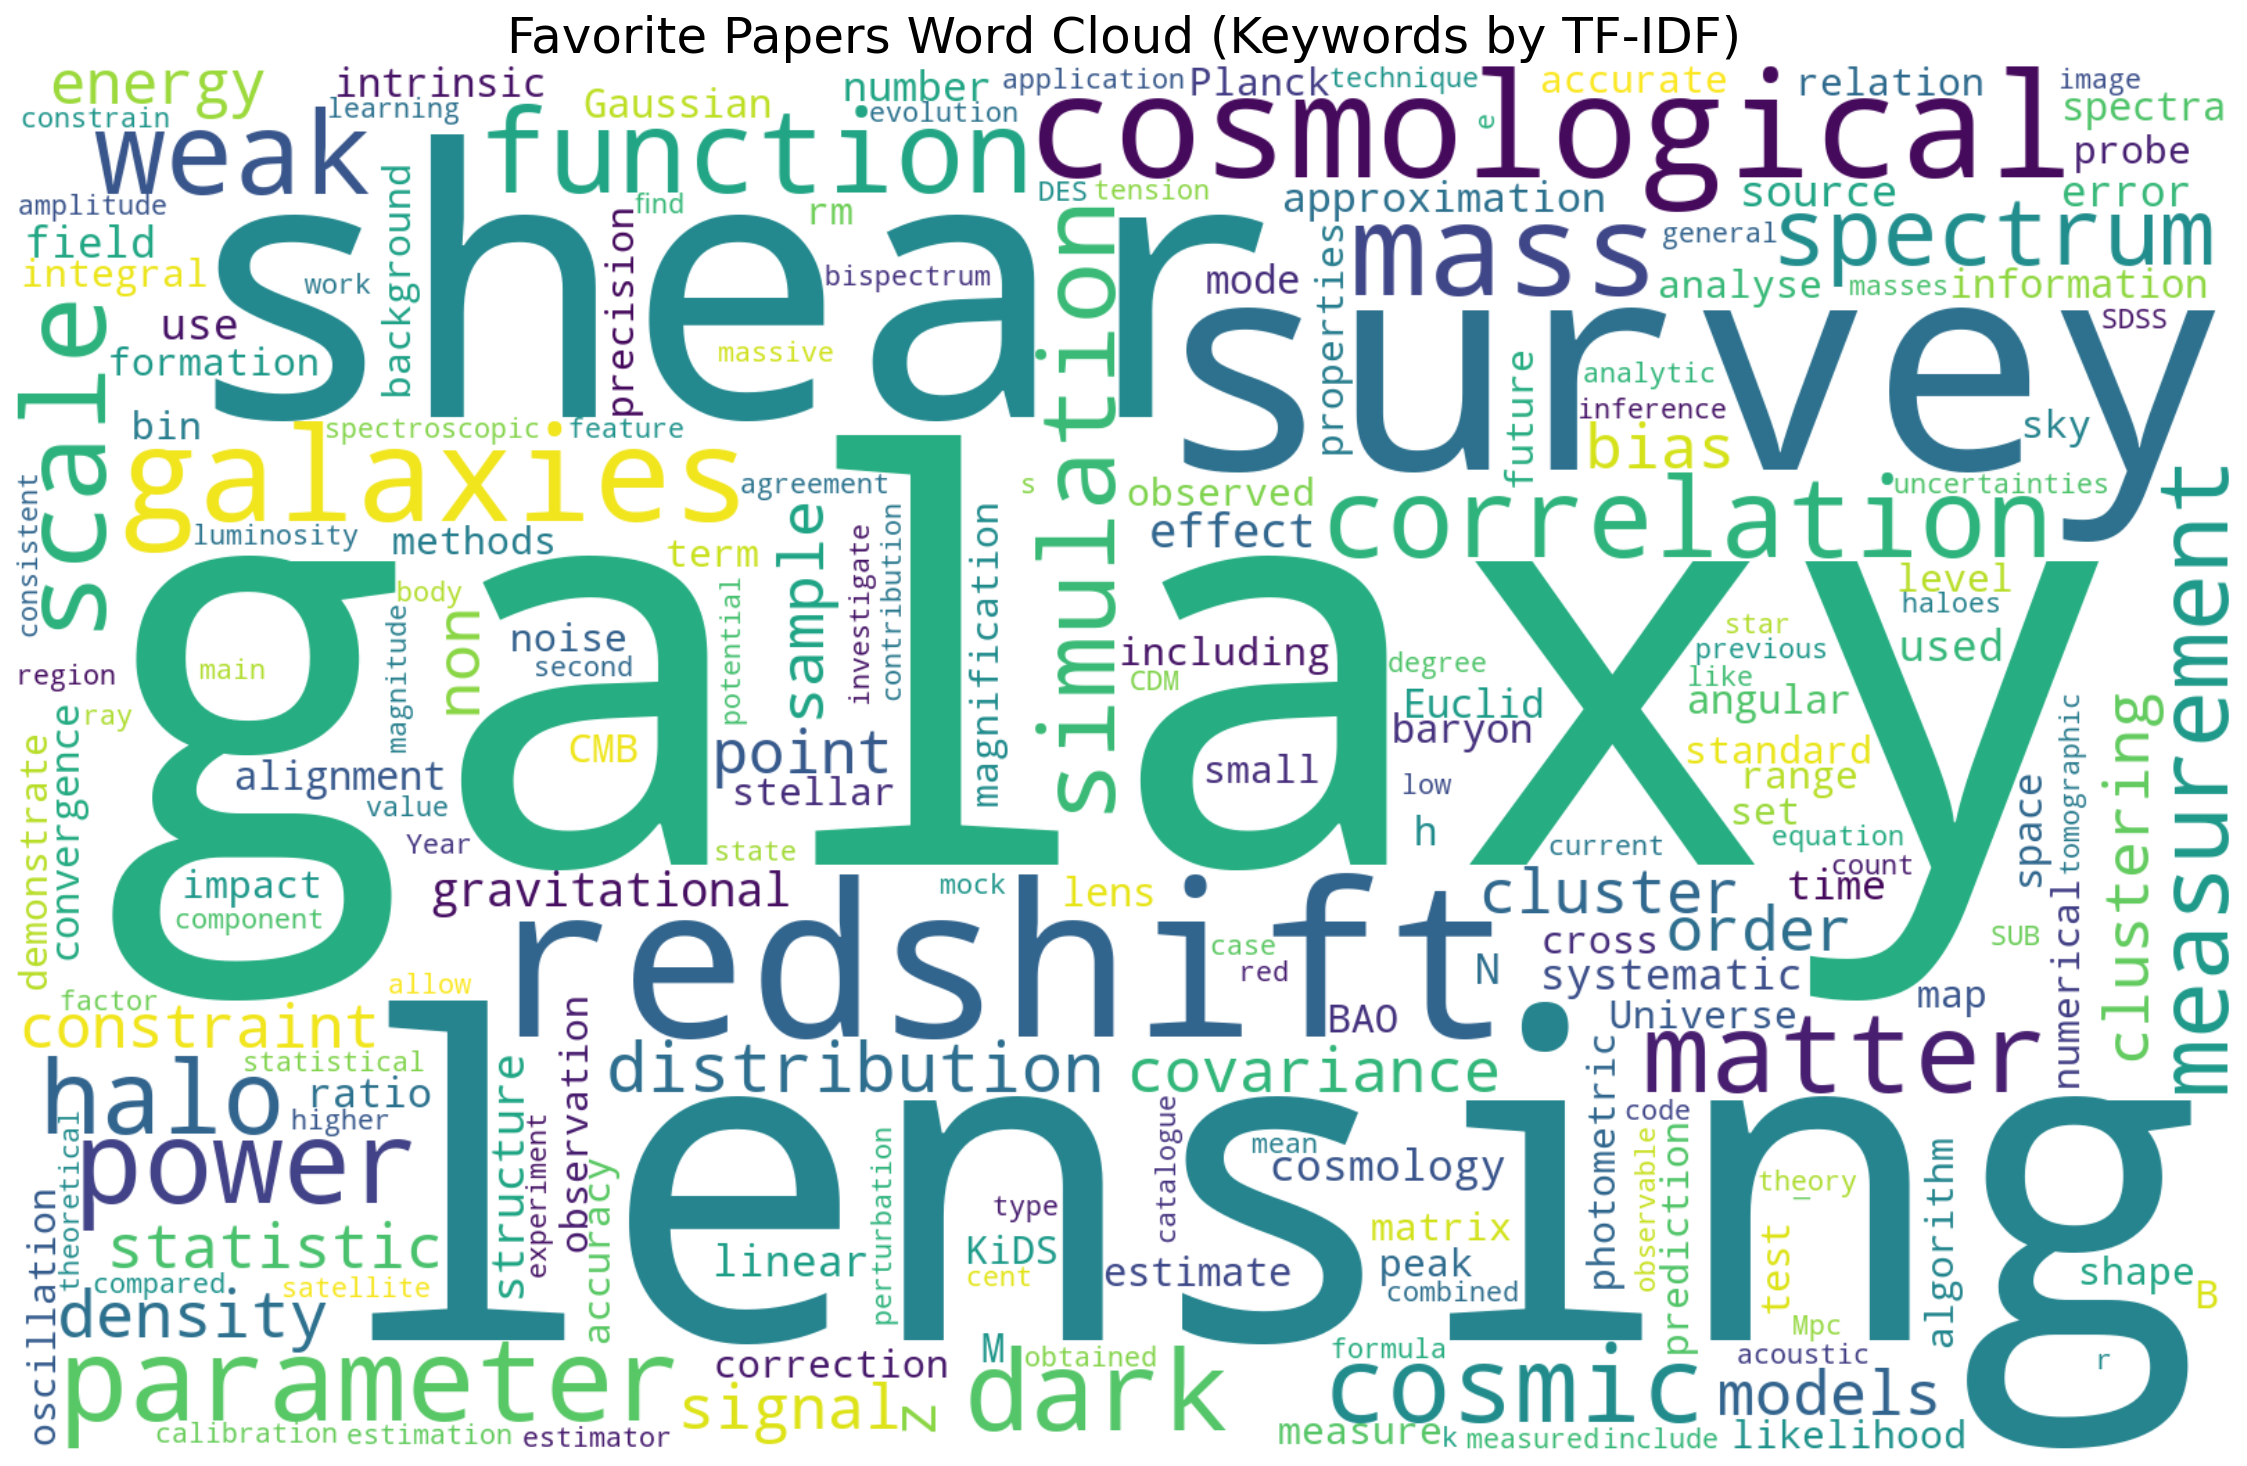 Favorite Papers Word Cloud (Keywords by TF-IDF)
energy
intrinsic
number
application
Planck
technique
accurate
relation
image
constrain
learning
Gaussian
evolution
e
spectra
weak
function
cosmological
probe
amplitude
background
precision
find
rm
DES
tension
approximation
source
error
field
shear
mass
general
spectrum
integral
work
bispectrum
mode
properties
analyse
masses
information
scale
use
simulation
survey
SDSS
formation
massive
future
analytic
inference
bin
spectroscopic
feature
bias
sky
galaxies
agreement
s
observed
correlation
uncertainties
measurement
consistent
luminosity
methods
term
sample
investigate
contribution
magnification
effect
galaxy
body
non
potential
level
haloes
magnitude
noise
second
including
star
previous
used
region
main
CDM
degree
like
ray
convergence
Euclid
angular
tomographic
clustering
demonstrate
CMB
point
baryon
standard
alignment
stellar
small
low
range
space
value
h
set
Year
state
current
equation
count
impact
gravitational
mock
lens
cluster
time
numerical
component
redshift
case
cross
order
SUB
red
N
systematic
factor
allow
map
constraint
observation
BAO
Universe
statistical
structure
distribution
covariance
photometric
matter
halo
ratio
higher
lensing
catalogue
code
theoretical
power
experiment
accuracy
perturbation
mean
cosmology
observable
prediction
algorithm
oscillation
type
theory
statistic
matrix
test
linear
KiDS
cent
estimate
peak
shape
compared
satellite
combined
B
density
Mpc
parameter
correction
M
obtained
formula
acoustic
r
signal
z
dark
cosmic
models
calibration
estimation
estimator
measure
k
measured
include
likelihood